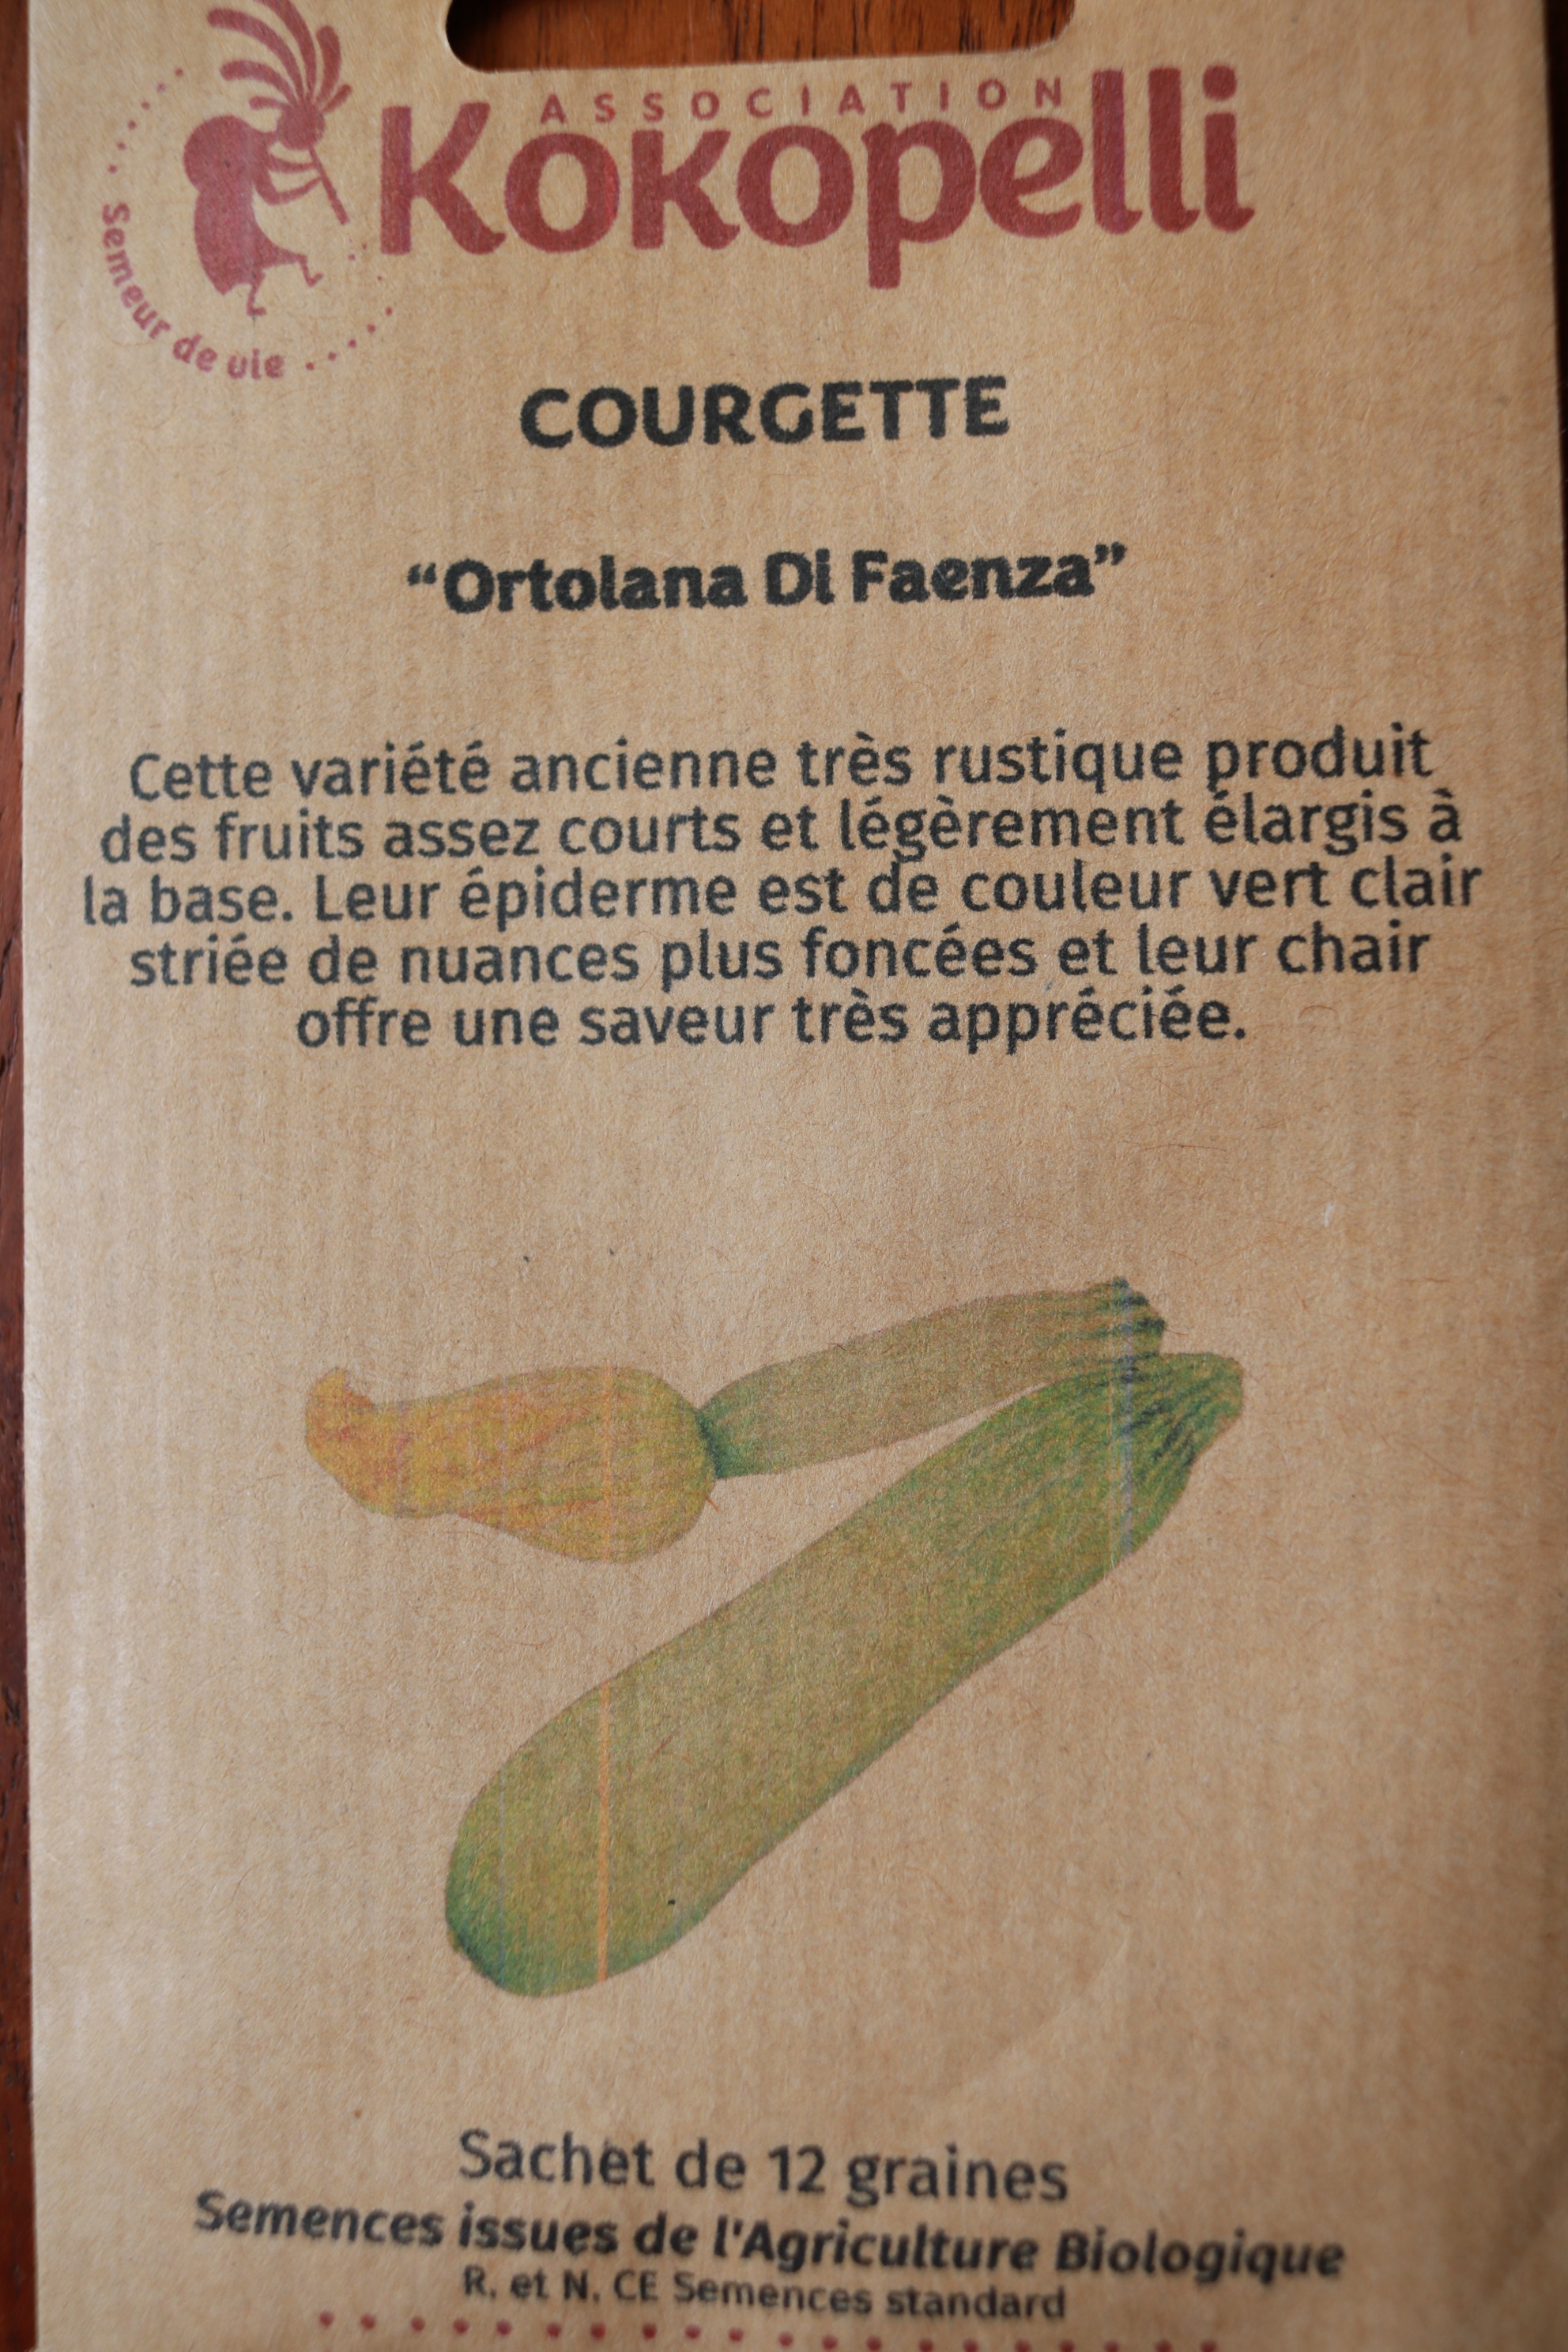 ASSOCIATION
Kokopelli
Semeur de vie
COURGETTE
“Ortolana Di Faenza”
Cette variété ancienne très rustique produit
des fruits assez courts et légèrement élargis à
la base. Leur épiderme est de couleur vert clair
striée de nuances plus foncées et leur chair
offre une saveur très appréciée.
Sachet de 12 graines
Semences issues de l'Agriculture Biologique
R. et N. CE Semences standard